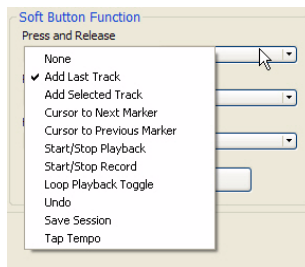 Soft Button Function
Press and Release
None
Add Last Track
Add Selected Track
Cursor to Next Marker
Cursor to Previous Marker
Start/Stop Playback
Start/Stop Record
Loop Playback Toggle
Undo
Save Session
Tap Tempo